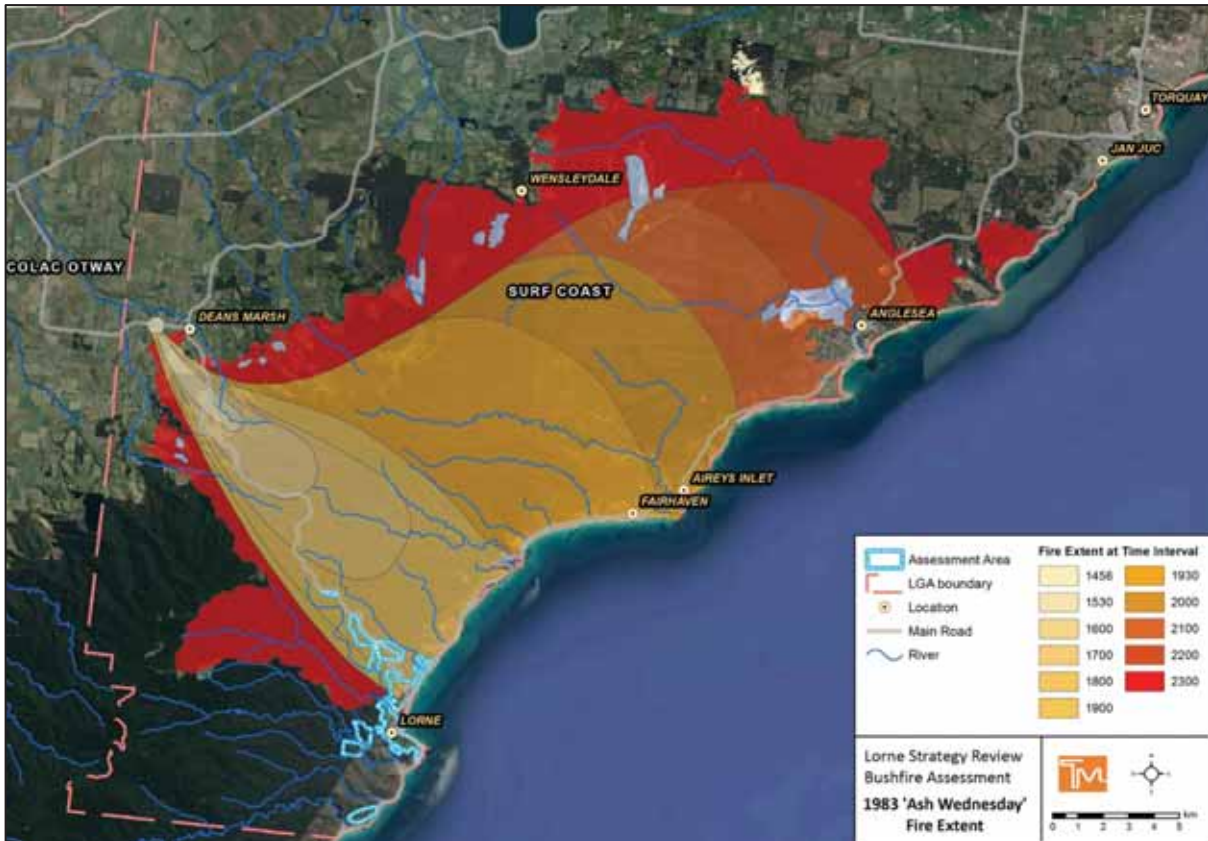 TORQUAY
JAN JUC
WENSLEYDALE
COLAC OTWAY
SURF COAST
DEANS MARSH
ANGLESEA
AIREYS INLET
FAIRHAVEN
LORNE
Assessment Area
LGA boundary
Location
Main Road
River
Fire Extent at Time Interval
1456
1530
1600
1700
1800
1900
1930
2000
2100
2200
2300
Lorne Strategy Review
Bushfire Assessment
1983 'Ash Wednesday'
Fire Extent
km
0 1 2 3 4 5